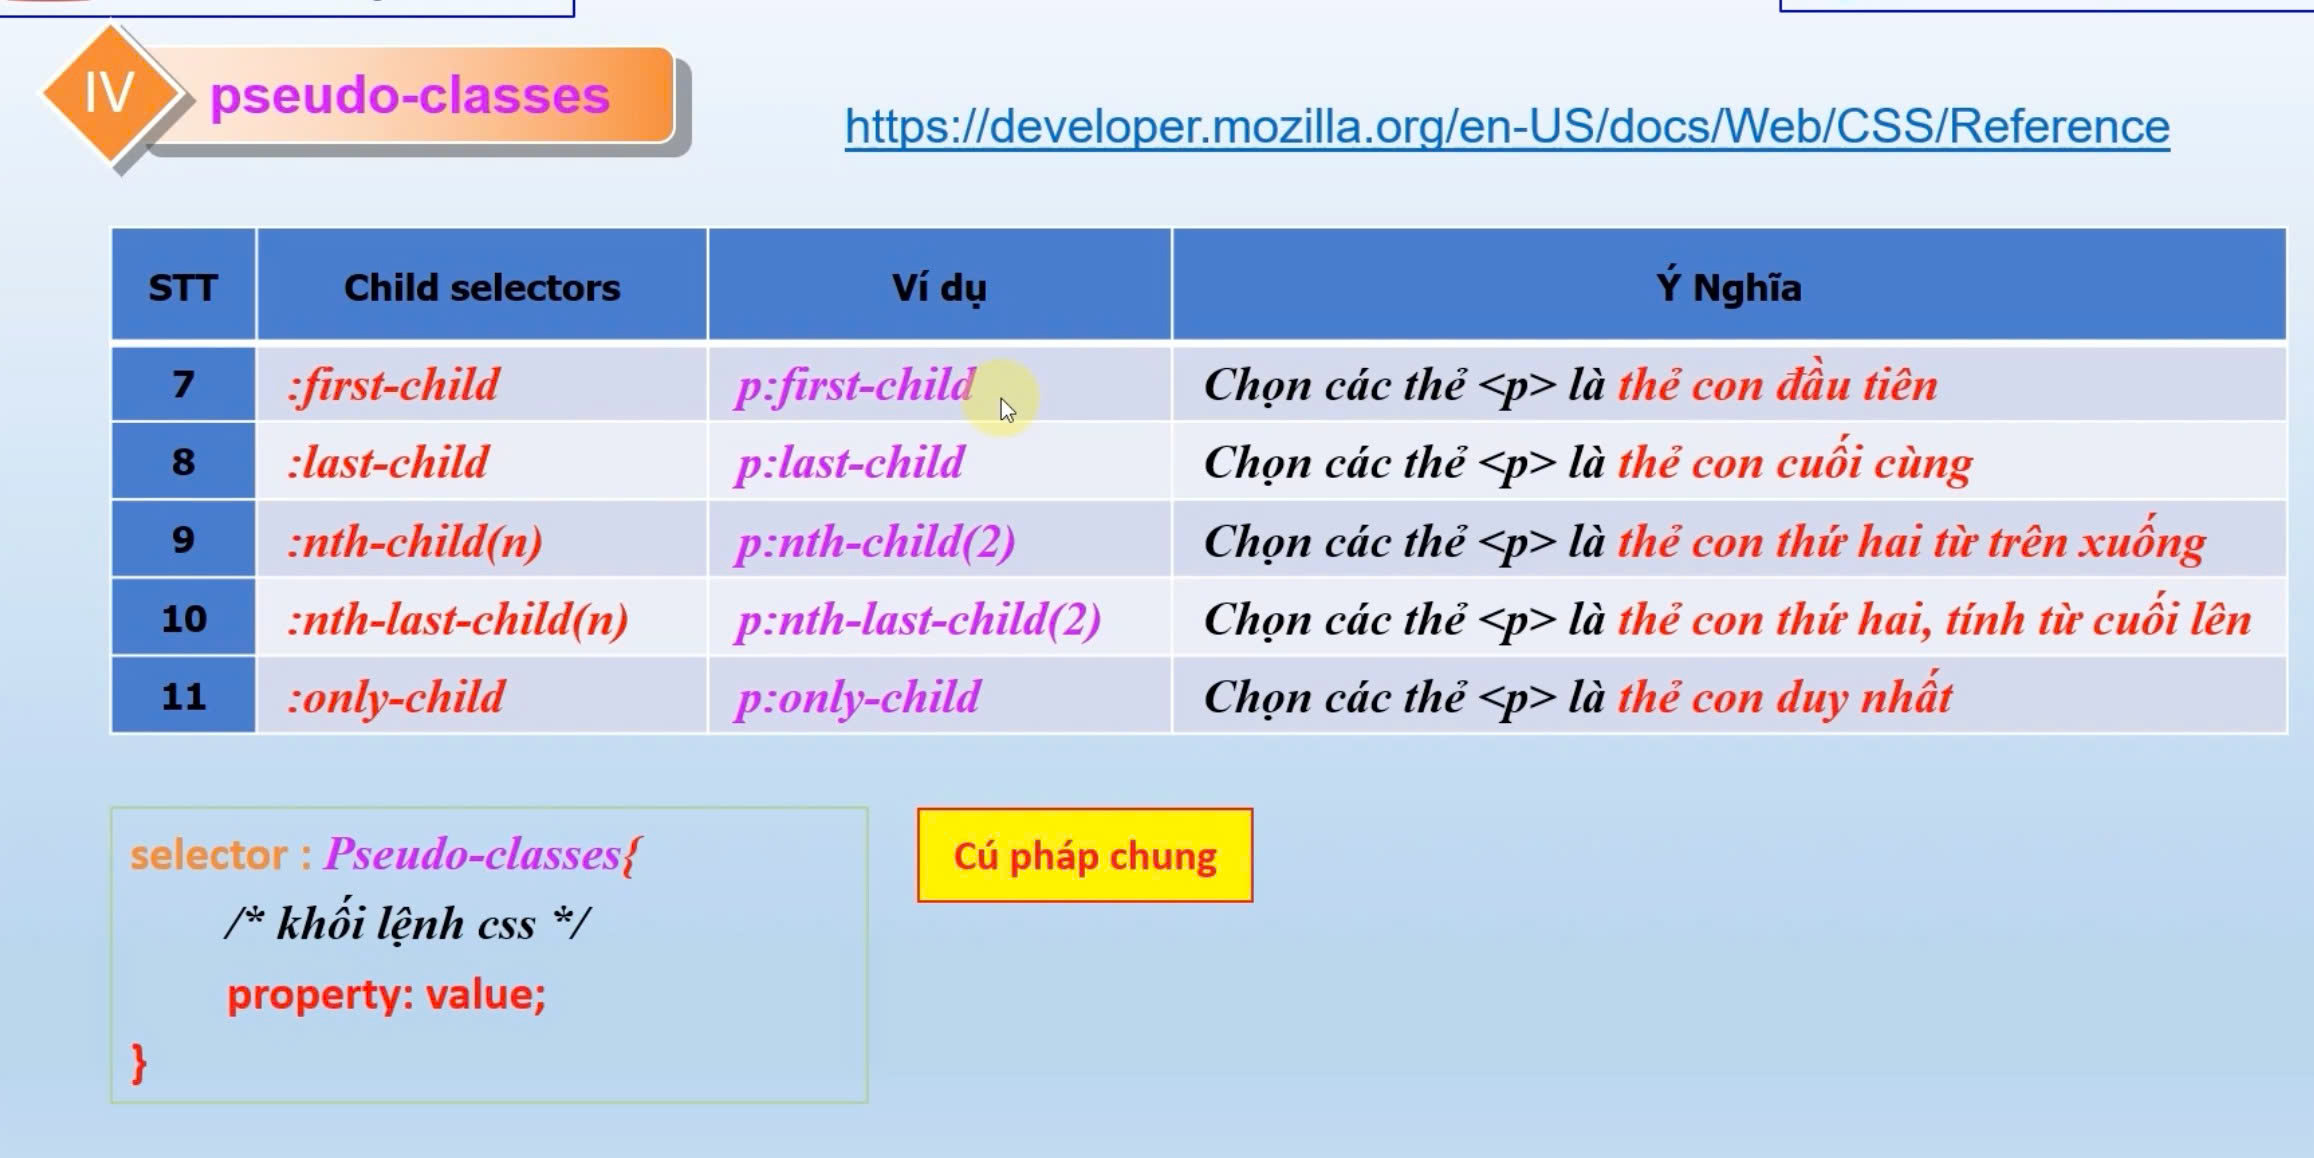 IV
pseudo-classes
https://developer.mozilla.org/en-US/docs/Web/CSS/Reference
STT Child selectors Ví dụ Ý Nghĩa
7 :first-child p:first-child Chọn các thẻ <p> là thẻ con đầu tiên
8 :last-child p:last-child Chọn các thẻ <p> là thẻ con cuối cùng
9 :nth-child(n) p:nth-child(2) Chọn các thẻ <p> là thẻ con thứ hai từ trên xuống
10 :nth-last-child(n) p:nth-last-child(2) Chọn các thẻ <p> là thẻ con thứ hai, tính từ cuối lên
11 :only-child p:only-child Chọn các thẻ <p> là thẻ con duy nhất
selector : Pseudo-classes{
/* khối lệnh css */
property: value;
}
Cú pháp chung